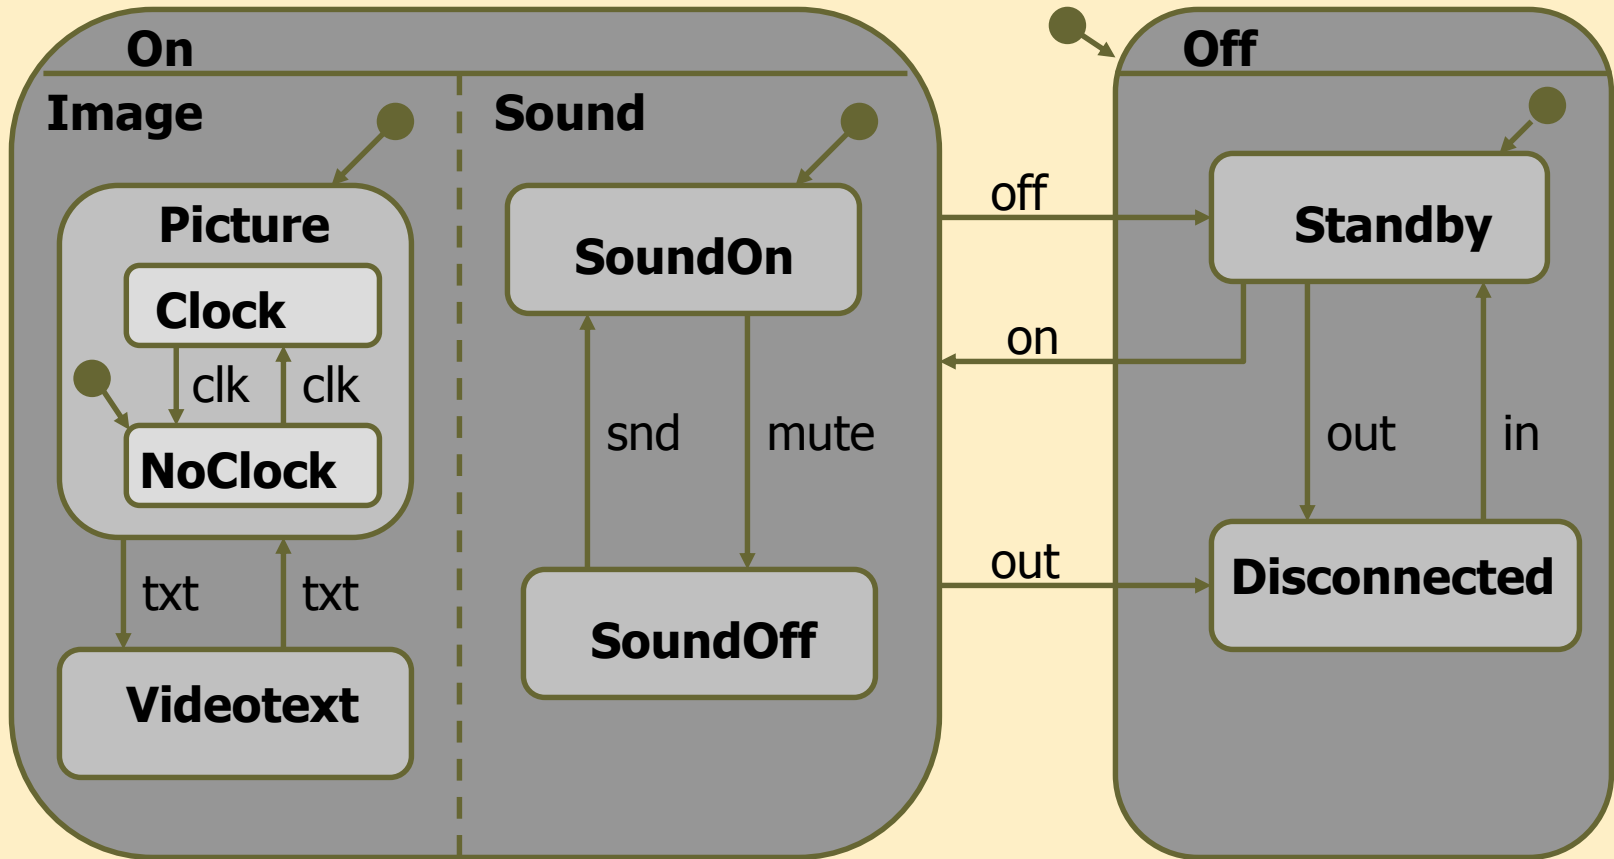 On
Image
Picture
Clock
clk
clk
NoClock
txt
txt
Videotext
Sound
SoundOn
snd
mute
SoundOff
off
on
out
Off
Standby
out
in
Disconnected